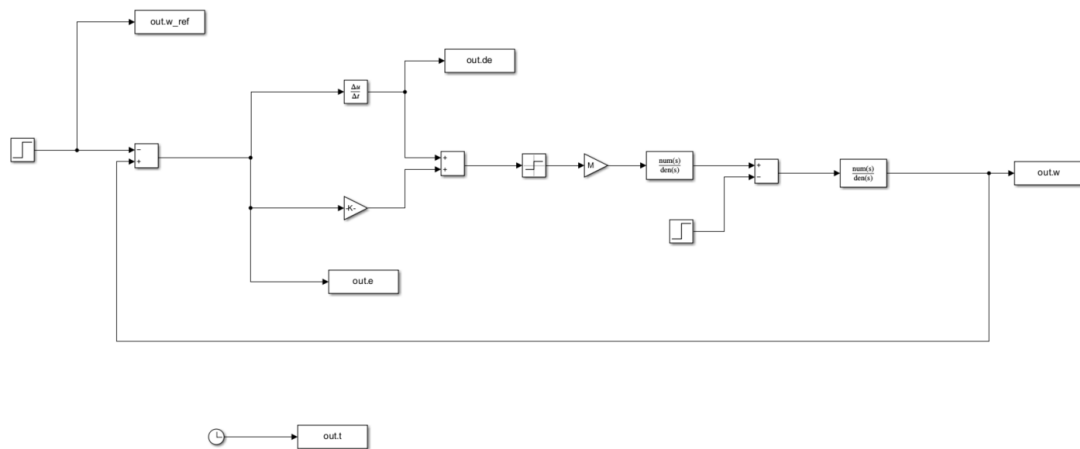 out.w_ref
out.de
Δu
Δt
−
+
+
+
M
num(s)
den(s)
+
−
num(s)
den(s)
out.w
-K-
out.e
out.t